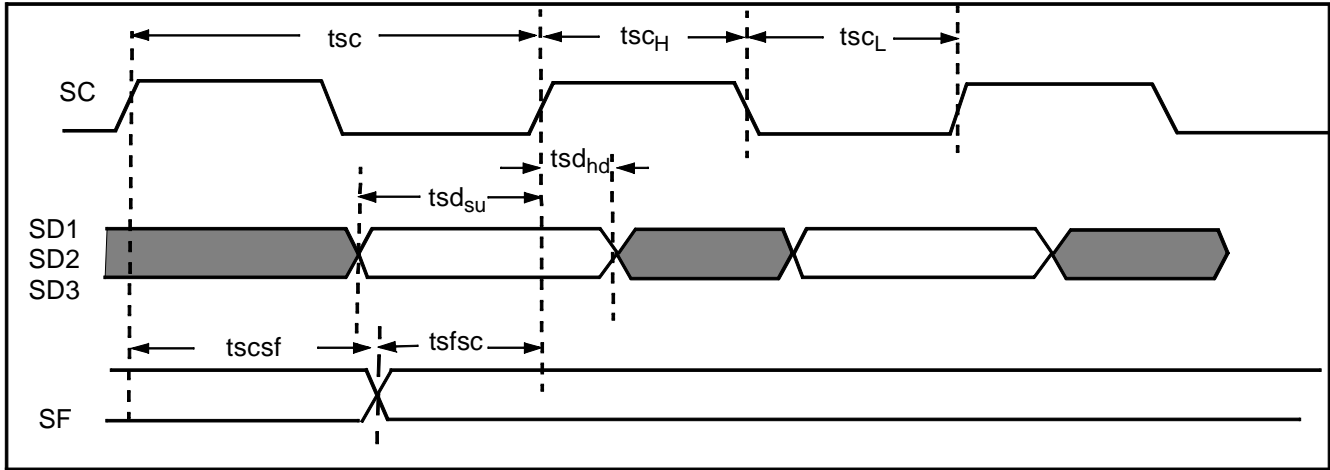 tsc tscH tscL
SC
tsdhd
tsdsu
SD1
SD2
SD3
tscsf tsfsc
SF